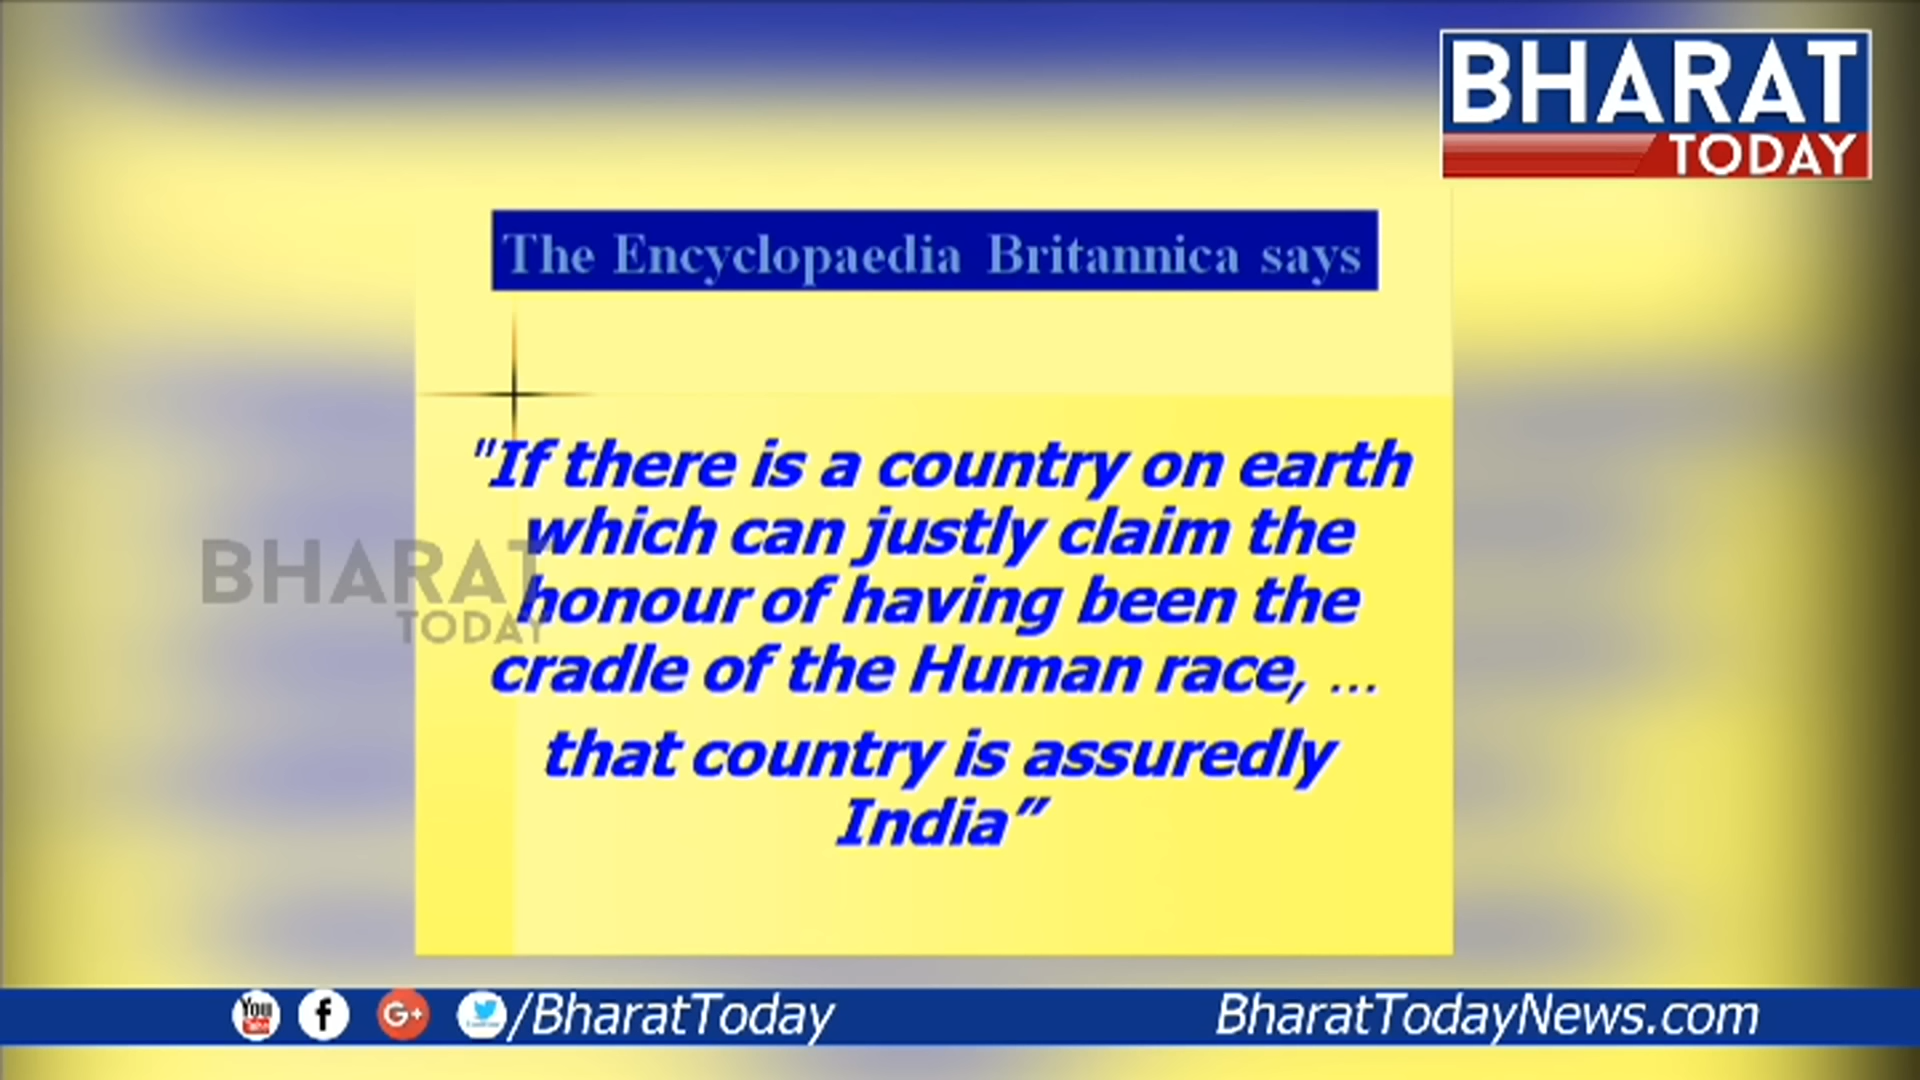 BHARAT
TODAY
The Encyclopaedia Britannica says
"If there is a country on earth
which can justly claim the
honour of having been the
cradle of the Human race, ...
that country is assuredly
India”
BHARAT
TODAY
You
f
G+
/BharatToday
BharatTodayNews.com